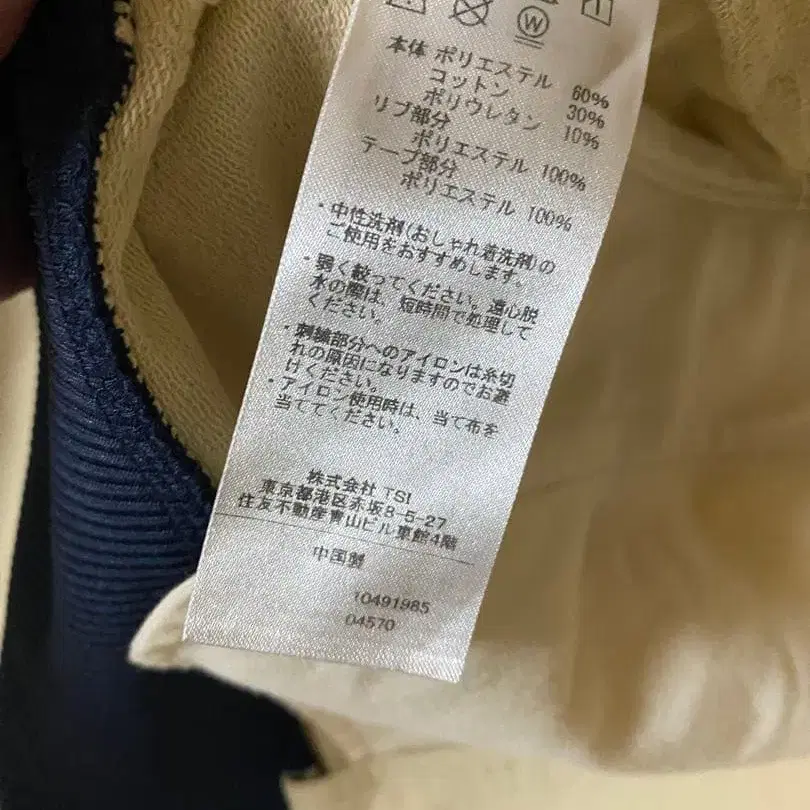 W
本体 ポリエステル 60%
コットン 30%
ポリウレタン 10%
リブ部分
ポリエステル 100%
テープ部分
ポリエステル 100%
・中性洗剤(おしゃれ着洗剤)の
ご使用をおすすめします。
・弱く絞ってください。遠心脱
水の際は、短時間で処理して
ください。
・刺繍部分へのアイロンは糸切
れの原因になりますのでお避
けください。
・アイロン使用時は、当て布を
当ててください。
株式会社 TSI
東京都港区赤坂8-5-27
住友不動産青山ビル東館4階
中国製
10491985
04570